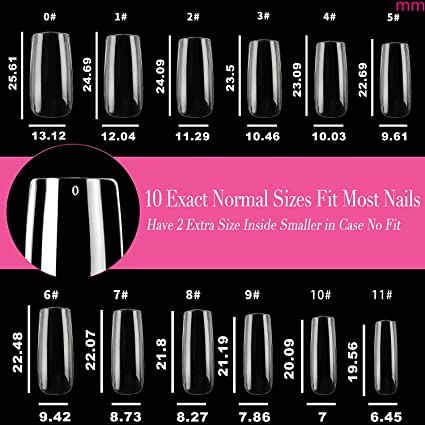 mm
0# 1# 2# 3# 4# 5#
25.61 24.69 24.09 23.5 23.09 22.69
13.12 12.04 11.29 10.46 10.03 9.61
0
10 Exact Normal Sizes Fit Most Nails
Have 2 Extra Size Inside Smaller in Case No Fit
6# 7# 8# 9# 10# 11#
22.48 22.07 21.8 21.19 20.09 19.56
9.42 8.73 8.27 7.86 7 6.45